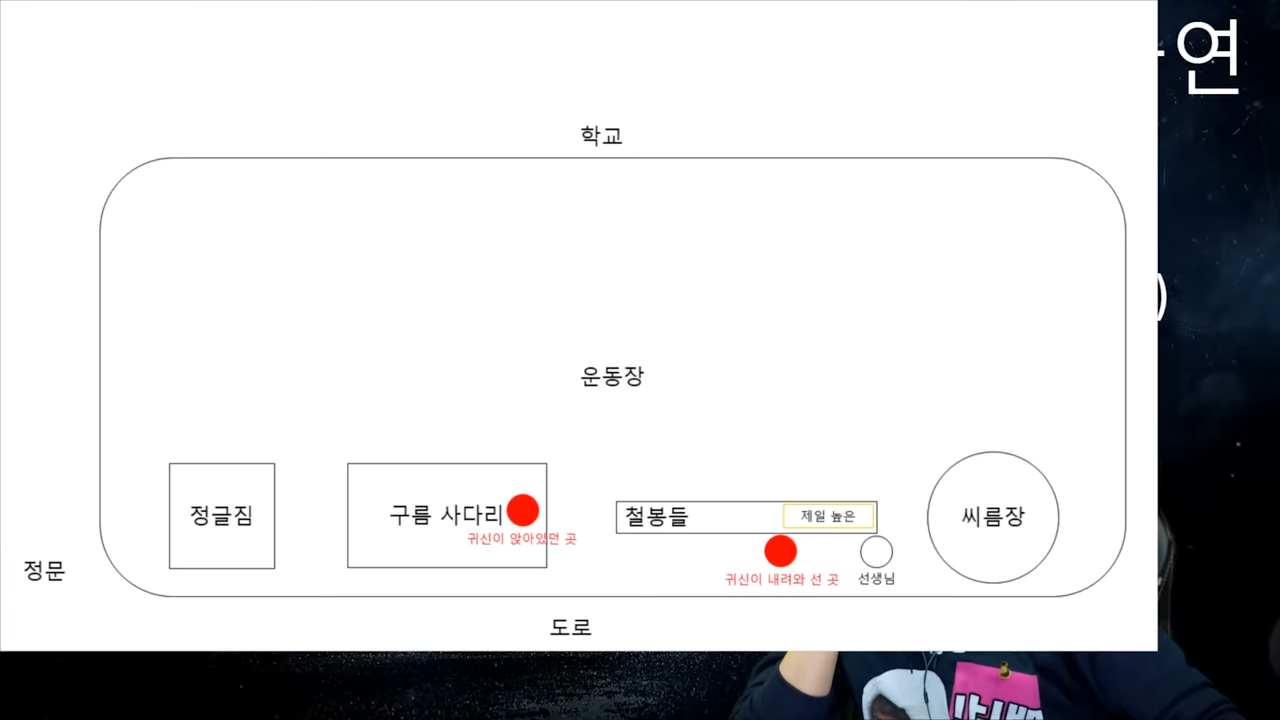 연
학교
)
운동장
정글짐
구름 사다리
귀신이 앉아있던 곳
철봉들
제일 높은
씨름장
귀신이 내려와 선 곳
선생님
정문
도로